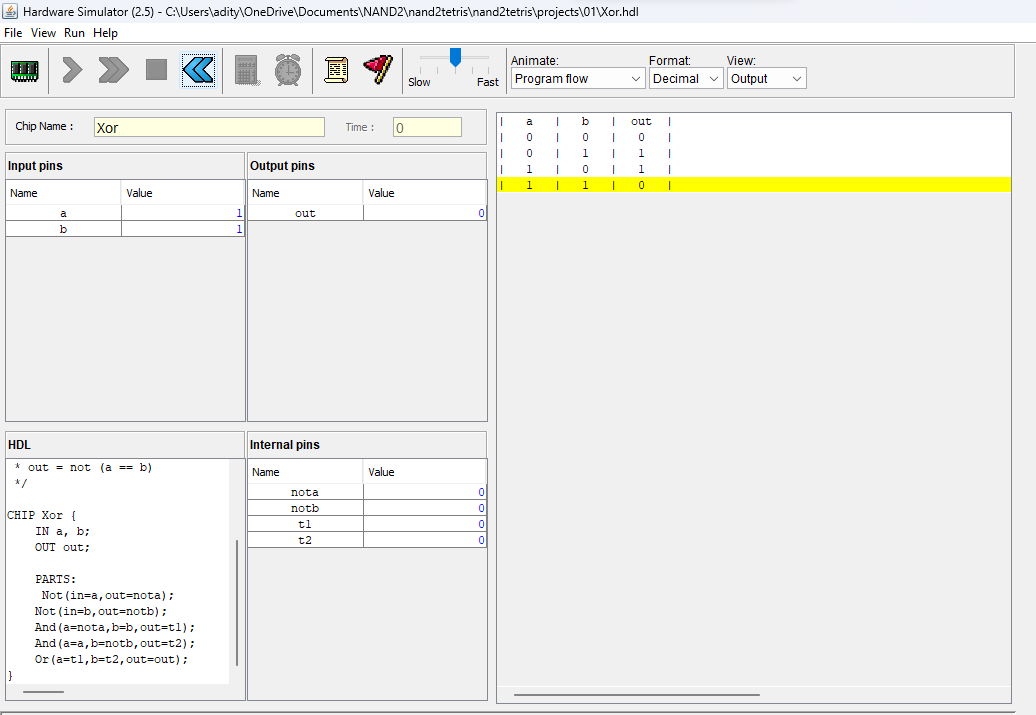 Hardware Simulator (2.5) - C:\Users\adity\OneDrive\Documents\NAND2\nand2tetris\nand2tetris\projects\01\Xor.hdl
File View Run Help
Slow Fast
Animate: Format: View:
Program flow Decimal Output
Chip Name : Xor Time : 0
Input pins
Name Value
a 1
b 1
Output pins
Name Value
out 0
HDL
* out = not (a == b)
*/
CHIP Xor {
IN a, b;
OUT out;
PARTS:
Not(in=a,out=nota);
Not(in=b,out=notb);
And(a=nota,b=b,out=t1);
And(a=a,b=notb,out=t2);
Or(a=t1,b=t2,out=out);
}
Internal pins
Name Value
nota 0
notb 0
t1 0
t2 0
| a | b | out |
| 0 | 0 | 0 |
| 0 | 1 | 1 |
| 1 | 0 | 1 |
| 1 | 1 | 0 |